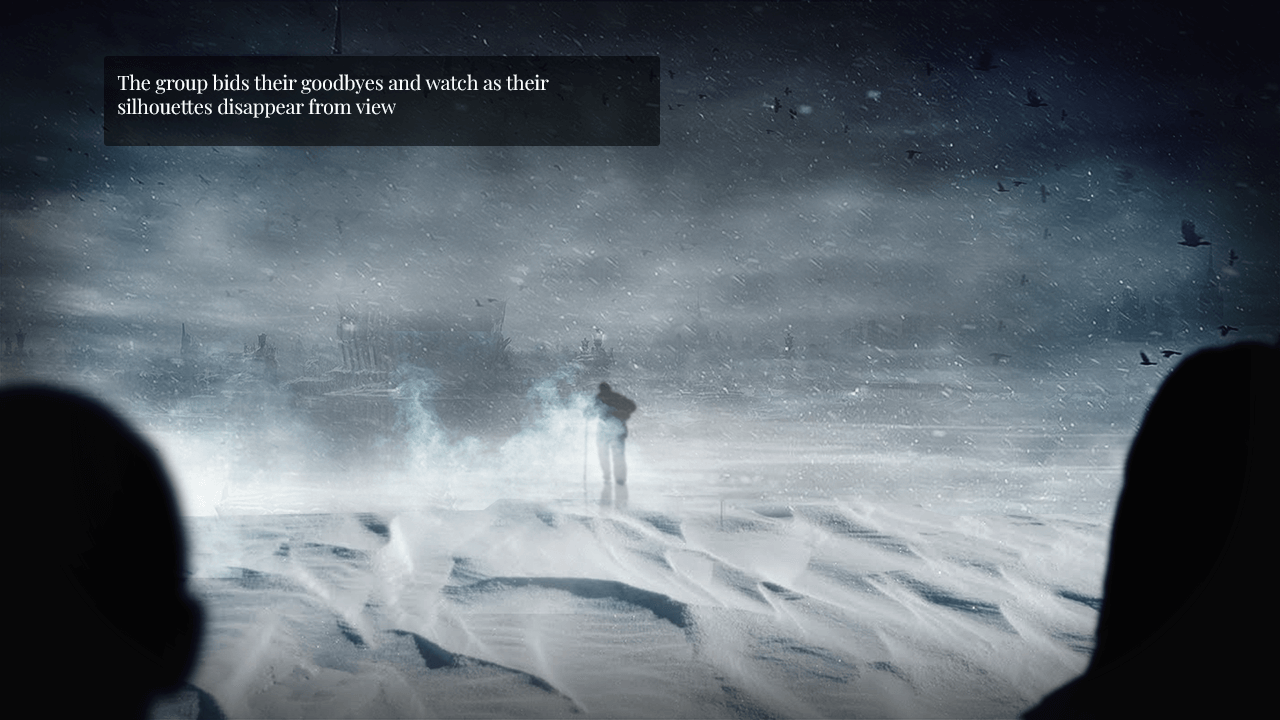 The group bids their goodbyes and watch as their
silhouettes disappear from view